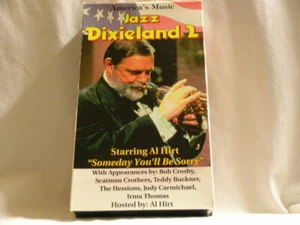 America's Music
Jazz
Dixieland 2
Starring Al Hirt
"Someday You'll Be Sorry"
With Appearances by: Bob Crosby,
Scatman Crothers, Teddy Buckner,
The Hessions, Judy Carmichael,
Irma Thomas
Hosted by: Al Hirt